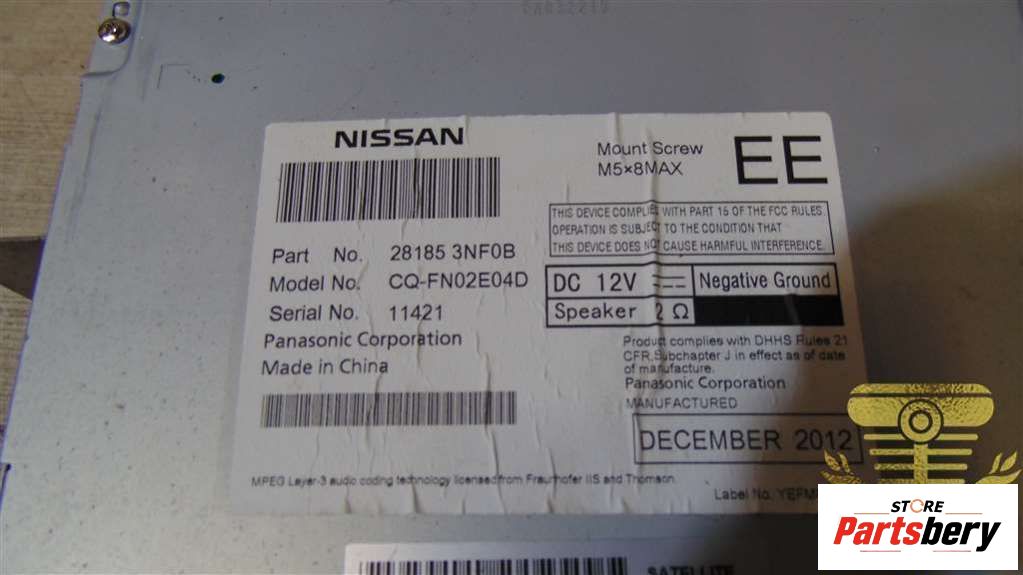 NISSAN
Mount Screw
M5×8MAX
EE
THIS DEVICE COMPLIES WITH PART 15 OF THE FCC RULES
OPERATION IS SUBJECT TO THE CONDITION THAT
THIS DEVICE DOES NOT CAUSE HARMFUL INTERFERENCE.
Part No. 28185 3NF0B
Model No. CQ-FN02E04D
Serial No. 11421
Panasonic Corporation
Made in China
DC 12V Negative Ground
Speaker 2 Ω
Product complies with DHHS Rules 21
CFR,Subchapter J in effect as of date
of manufacture.
Panasonic Corporation
MANUFACTURED
DECEMBER 2012
MPEG Layer-3 audio coding technology licensed from Fraunhofer IIS and Thomson.
Label No.
SATELLITE
STORE
Partsbery